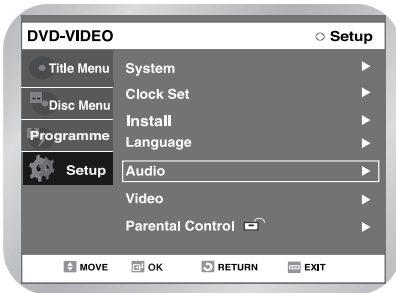 DVD-VIDEO Setup
Title Menu
Disc Menu
Programme
Setup
System
Clock Set
Install
Language
Audio
Video
Parental Control
MOVE OK RETURN EXIT